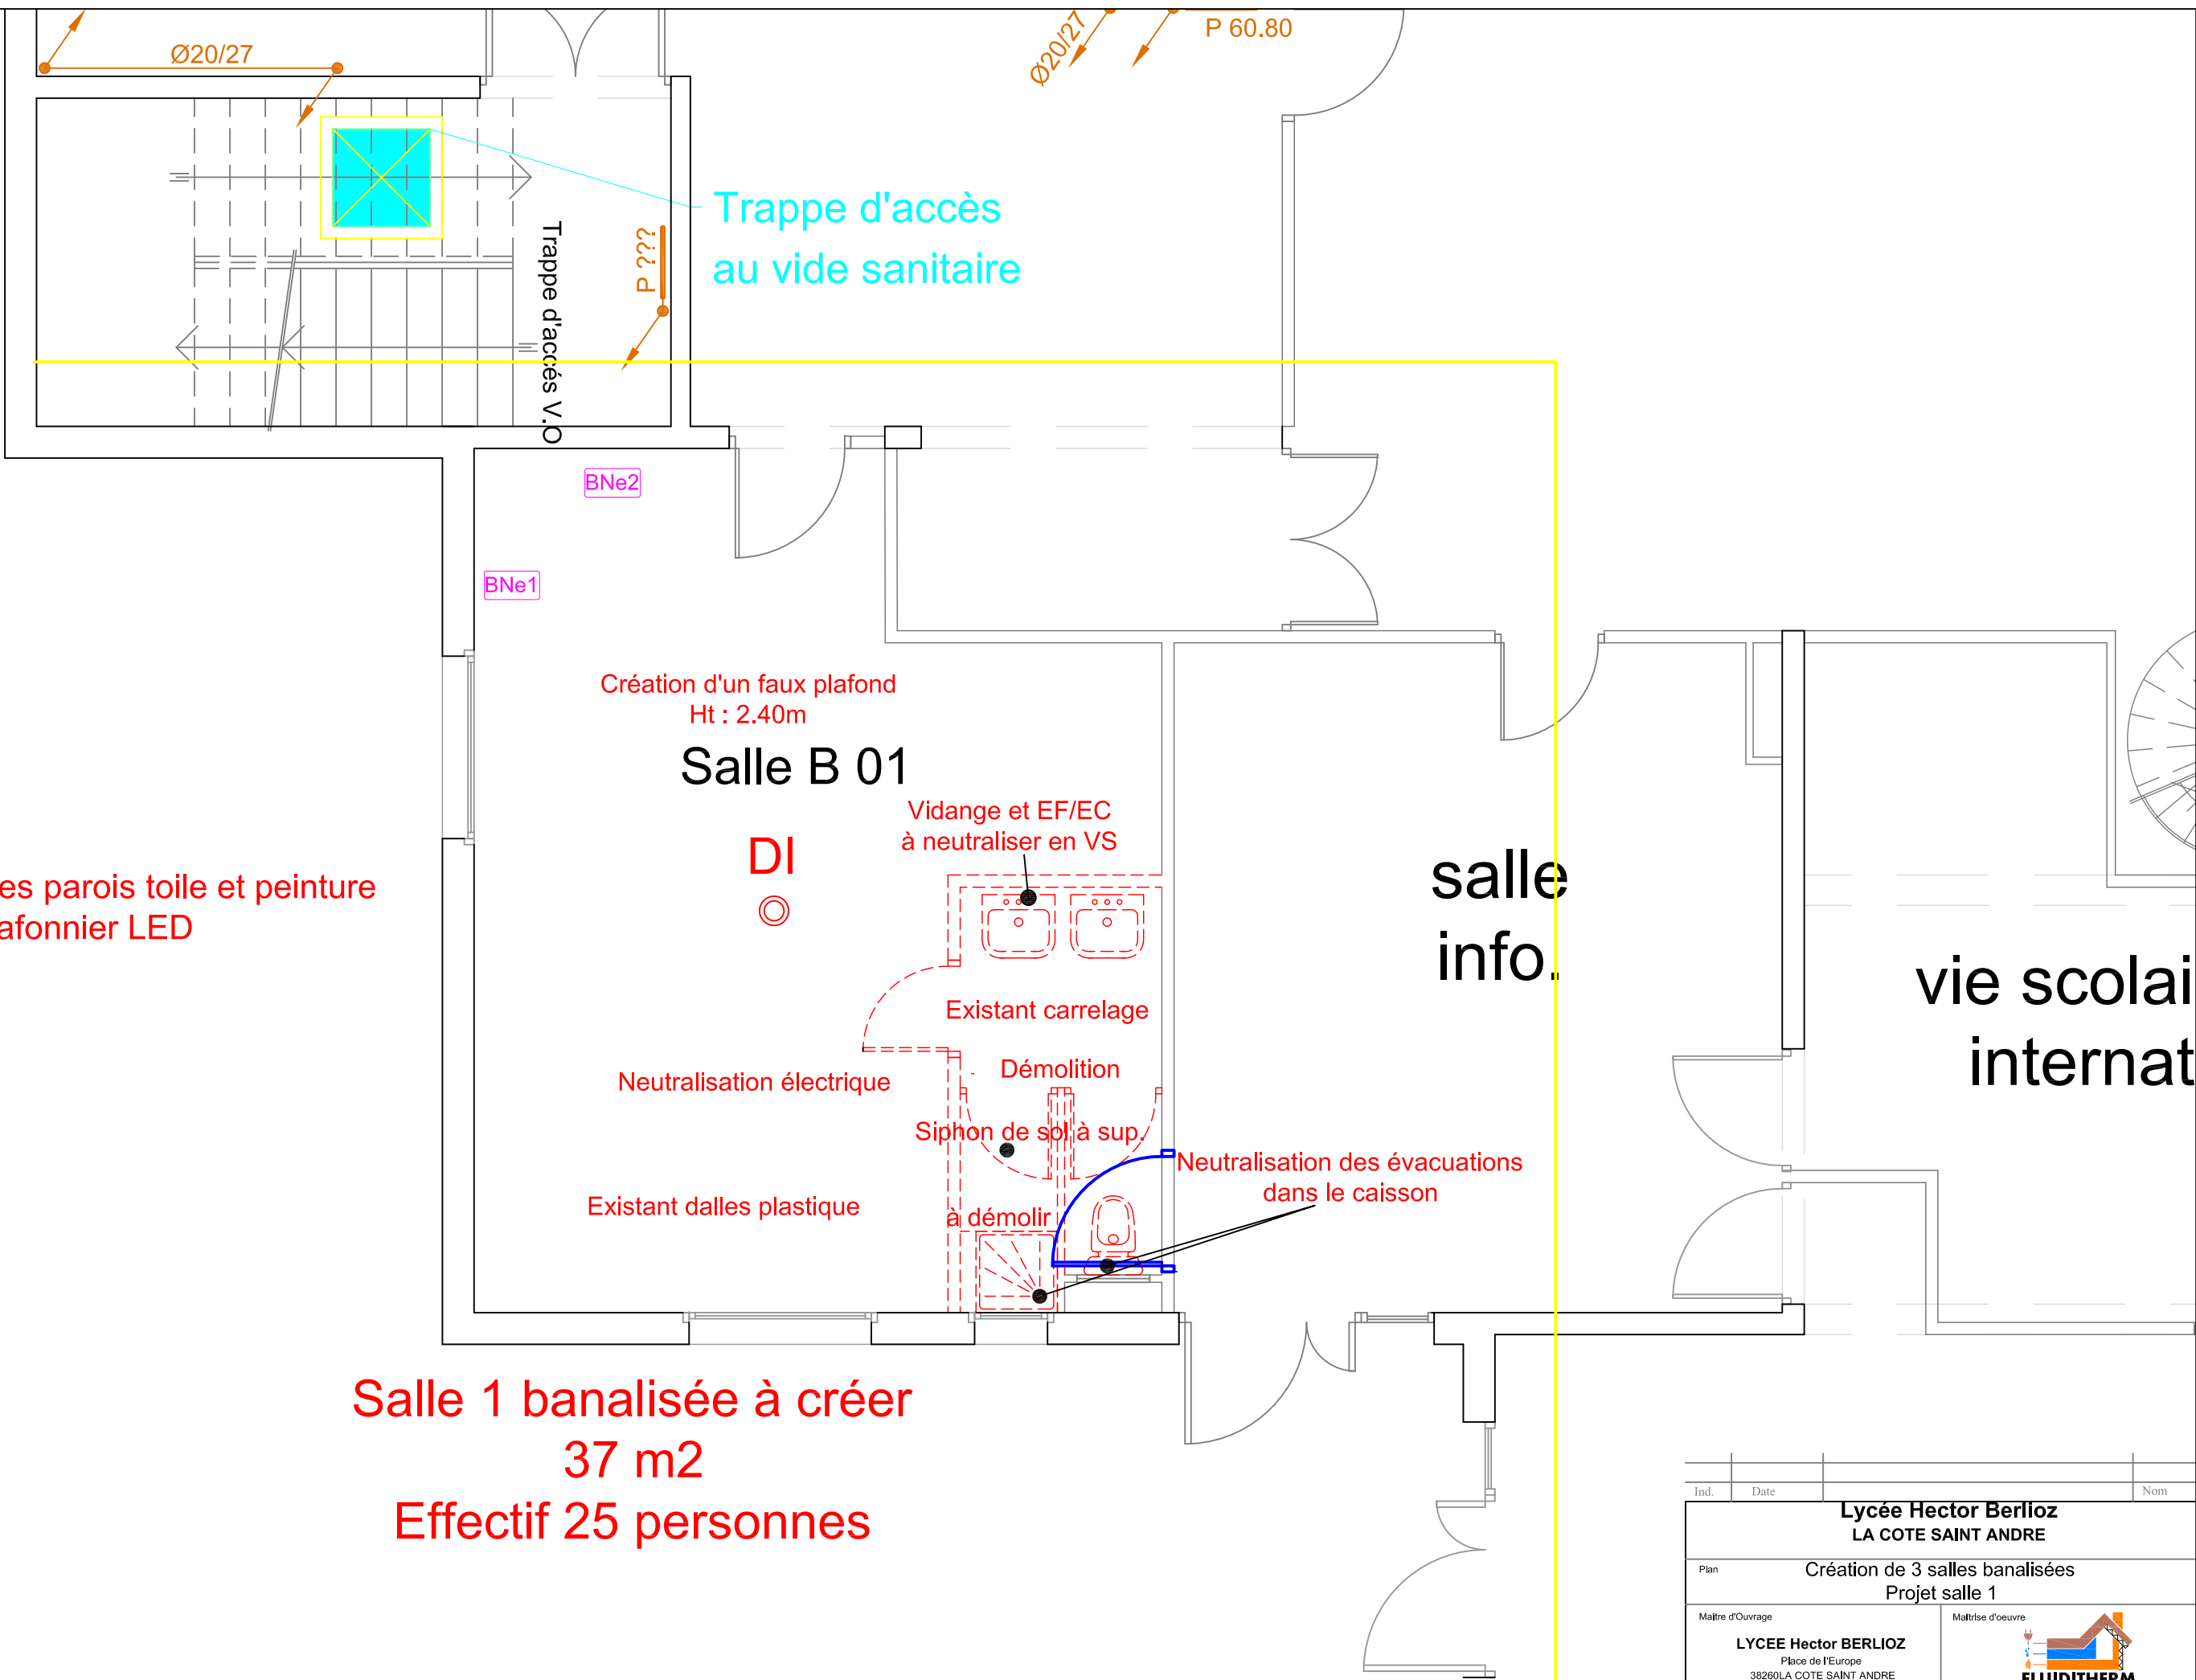 Ø20/27
Ø20/27
P 60.80
Trappe d'accès
au vide sanitaire
P ???
Trappe d'accés V.O
BNe2
BNe1
Création d'un faux plafond
Ht : 2.40m
Salle B 01
Vidange et EF/EC
à neutraliser en VS
DI
es parois toile et peinture
afonnier LED
salle
info.
vie scolai
internat
Existant carrelage
Démolition
Neutralisation électrique
Siphon de sol à sup.
Neutralisation des évacuations
dans le caisson
Existant dalles plastique
à démolir
Salle 1 banalisée à créer
37 m2
Effectif 25 personnes
Ind. Date Nom
Lycée Hector Berlioz
LA COTE SAINT ANDRE
Plan
Création de 3 salles banalisées
Projet salle 1
Maitre d'Ouvrage
Maitrise d'oeuvre
LYCEE Hector BERLIOZ
Place de l'Europe
38260LA COTE SAINT ANDRE
FLUIDITHERM